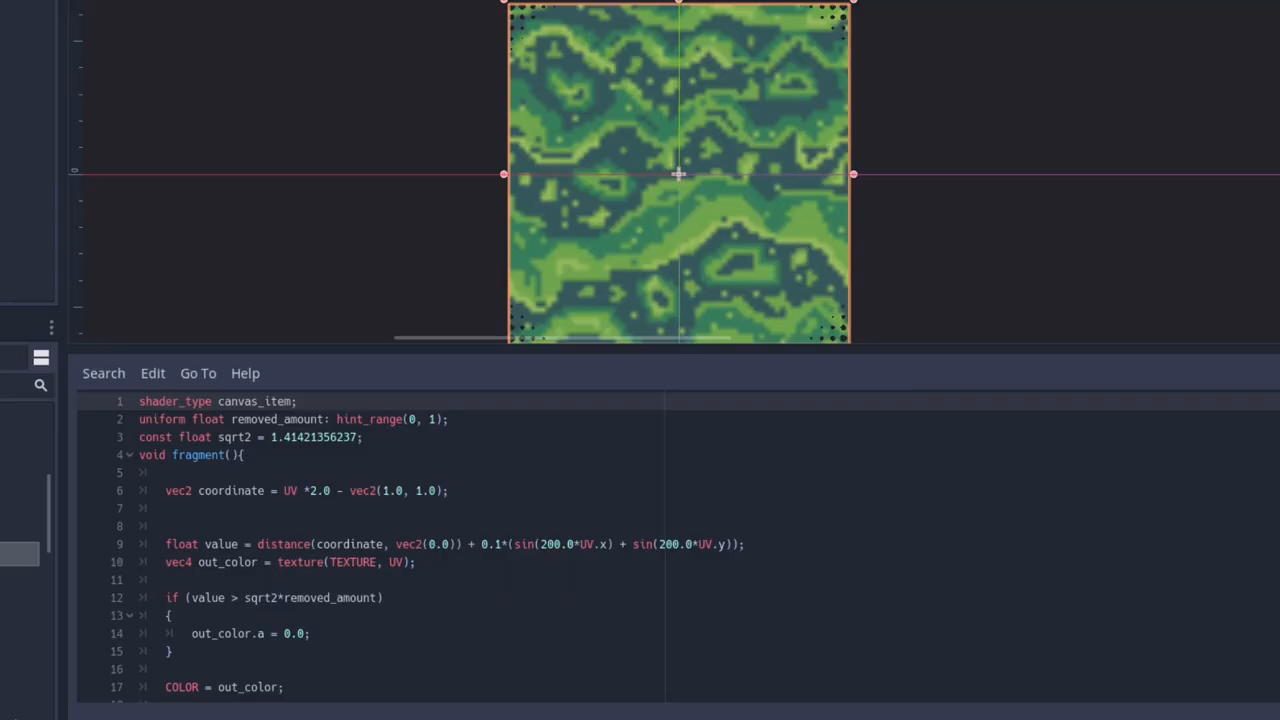 0
Search Edit Go To Help
1 shader_type canvas_item;
2 uniform float removed_amount: hint_range(0, 1);
3 const float sqrt2 = 1.41421356237;
4 void fragment(){
5
6 vec2 coordinate = UV *2.0 - vec2(1.0, 1.0);
7
8
9 float value = distance(coordinate, vec2(0.0)) + 0.1*(sin(200.0*UV.x) + sin(200.0*UV.y));
10 vec4 out_color = texture(TEXTURE, UV);
11
12 if (value > sqrt2*removed_amount)
13 {
14 out_color.a = 0.0;
15 }
16
17 COLOR = out_color;